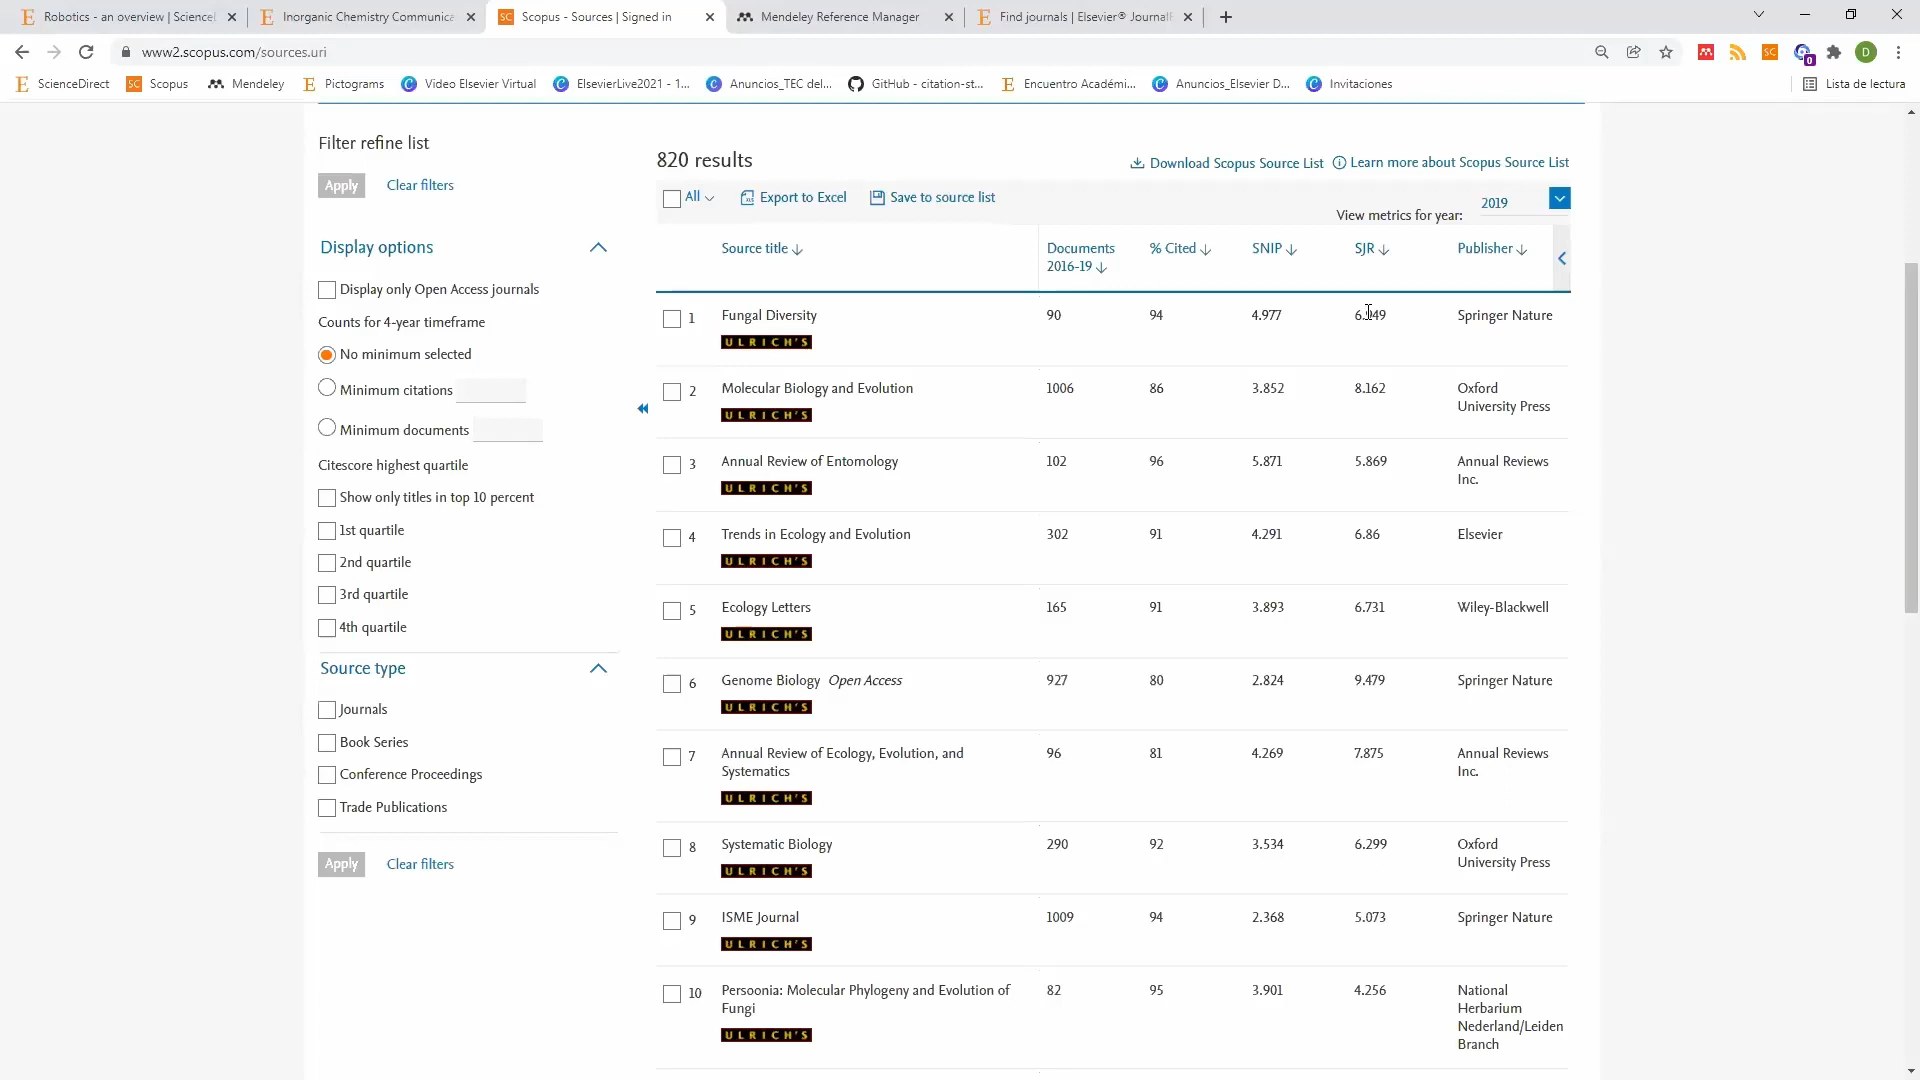 Robotics - an overview | Science
Inorganic Chemistry Communica
Scopus - Sources | Signed in
Mendeley Reference Manager
Find journals | Elsevier® Journal
www2.scopus.com/sources.uri
D
0
ScienceDirect
Scopus
Mendeley
Pictograms
Video Elsevier Virtual
ElsevierLive2021 - 1...
Anuncios_TEC del...
GitHub - citation-st...
Encuentro Académi...
Anuncios_Elsevier D...
Invitaciones
Lista de lectura
Filter refine list
Apply
Clear filters
Display options
Display only Open Access journals
Counts for 4-year timeframe
No minimum selected
Minimum citations
Minimum documents
Citescore highest quartile
Show only titles in top 10 percent
1st quartile
2nd quartile
3rd quartile
4th quartile
Source type
Journals
Book Series
Conference Proceedings
Trade Publications
Apply
Clear filters
820 results
Download Scopus Source List
Learn more about Scopus Source List
All
Export to Excel
Save to source list
View metrics for year:
2019
Source title
Documents
2016-19
% Cited
SNIP
SJR
Publisher
1 Fungal Diversity 90 94 4.977 Springer Nature
ULRICH'S
2 Molecular Biology and Evolution 1006 86 3.852 8.162 Oxford
University Press
ULRICH'S
3 Annual Review of Entomology 102 96 5.871 5.869 Annual Reviews
Inc.
ULRICH'S
4 Trends in Ecology and Evolution 302 91 4.291 6.86 Elsevier
ULRICH'S
5 Ecology Letters 165 91 3.893 6.731 Wiley-Blackwell
ULRICH'S
6 Genome Biology Open Access 927 80 2.824 9.479 Springer Nature
ULRICH'S
7 Annual Review of Ecology, Evolution, and 96 81 4.269 7.875 Annual Reviews
Systematics Inc.
ULRICH'S
8 Systematic Biology 290 92 3.534 6.299 Oxford
University Press
ULRICH'S
9 ISME Journal 1009 94 2.368 5.073 Springer Nature
ULRICH'S
10 Persoonia: Molecular Phylogeny and Evolution of 82 95 3.901 4.256 National
Fungi Herbarium
Nederland/Leiden
ULRICH'S
Branch